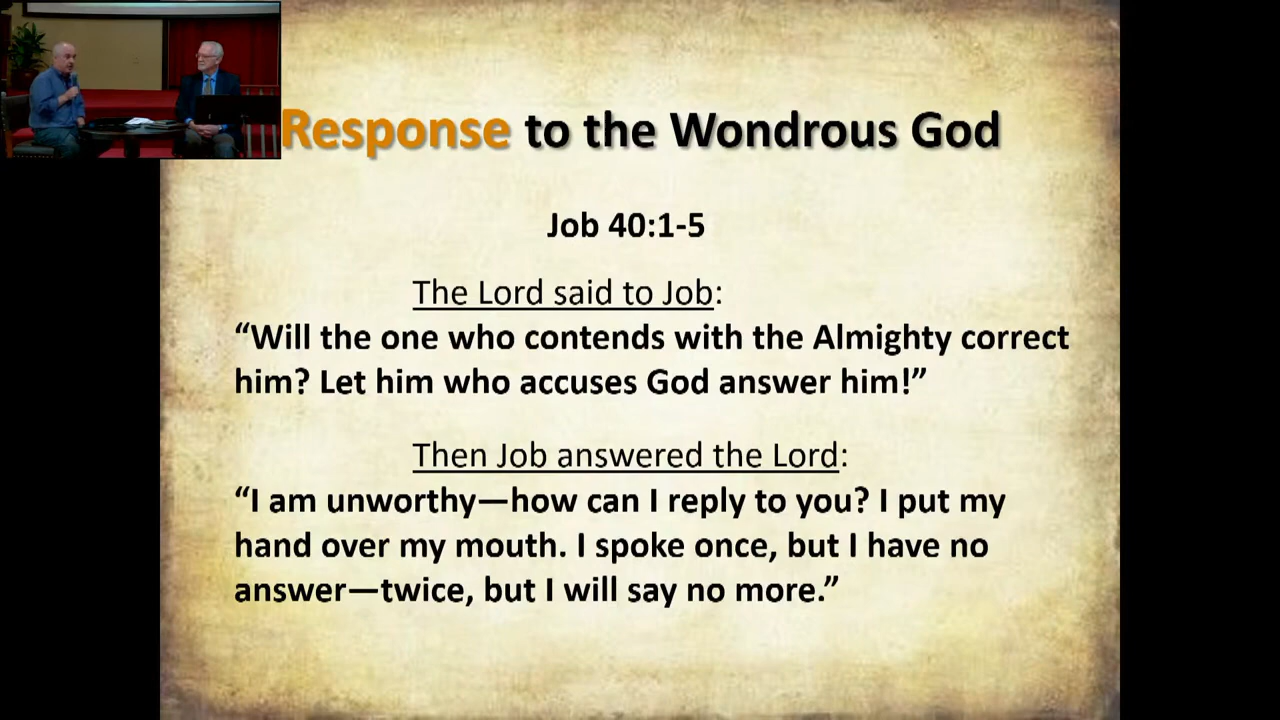 Response to the Wondrous God
Job 40:1-5
The Lord said to Job:
“Will the one who contends with the Almighty correct
him? Let him who accuses God answer him!”
Then Job answered the Lord:
“I am unworthy—how can I reply to you? I put my
hand over my mouth. I spoke once, but I have no
answer—twice, but I will say no more.”